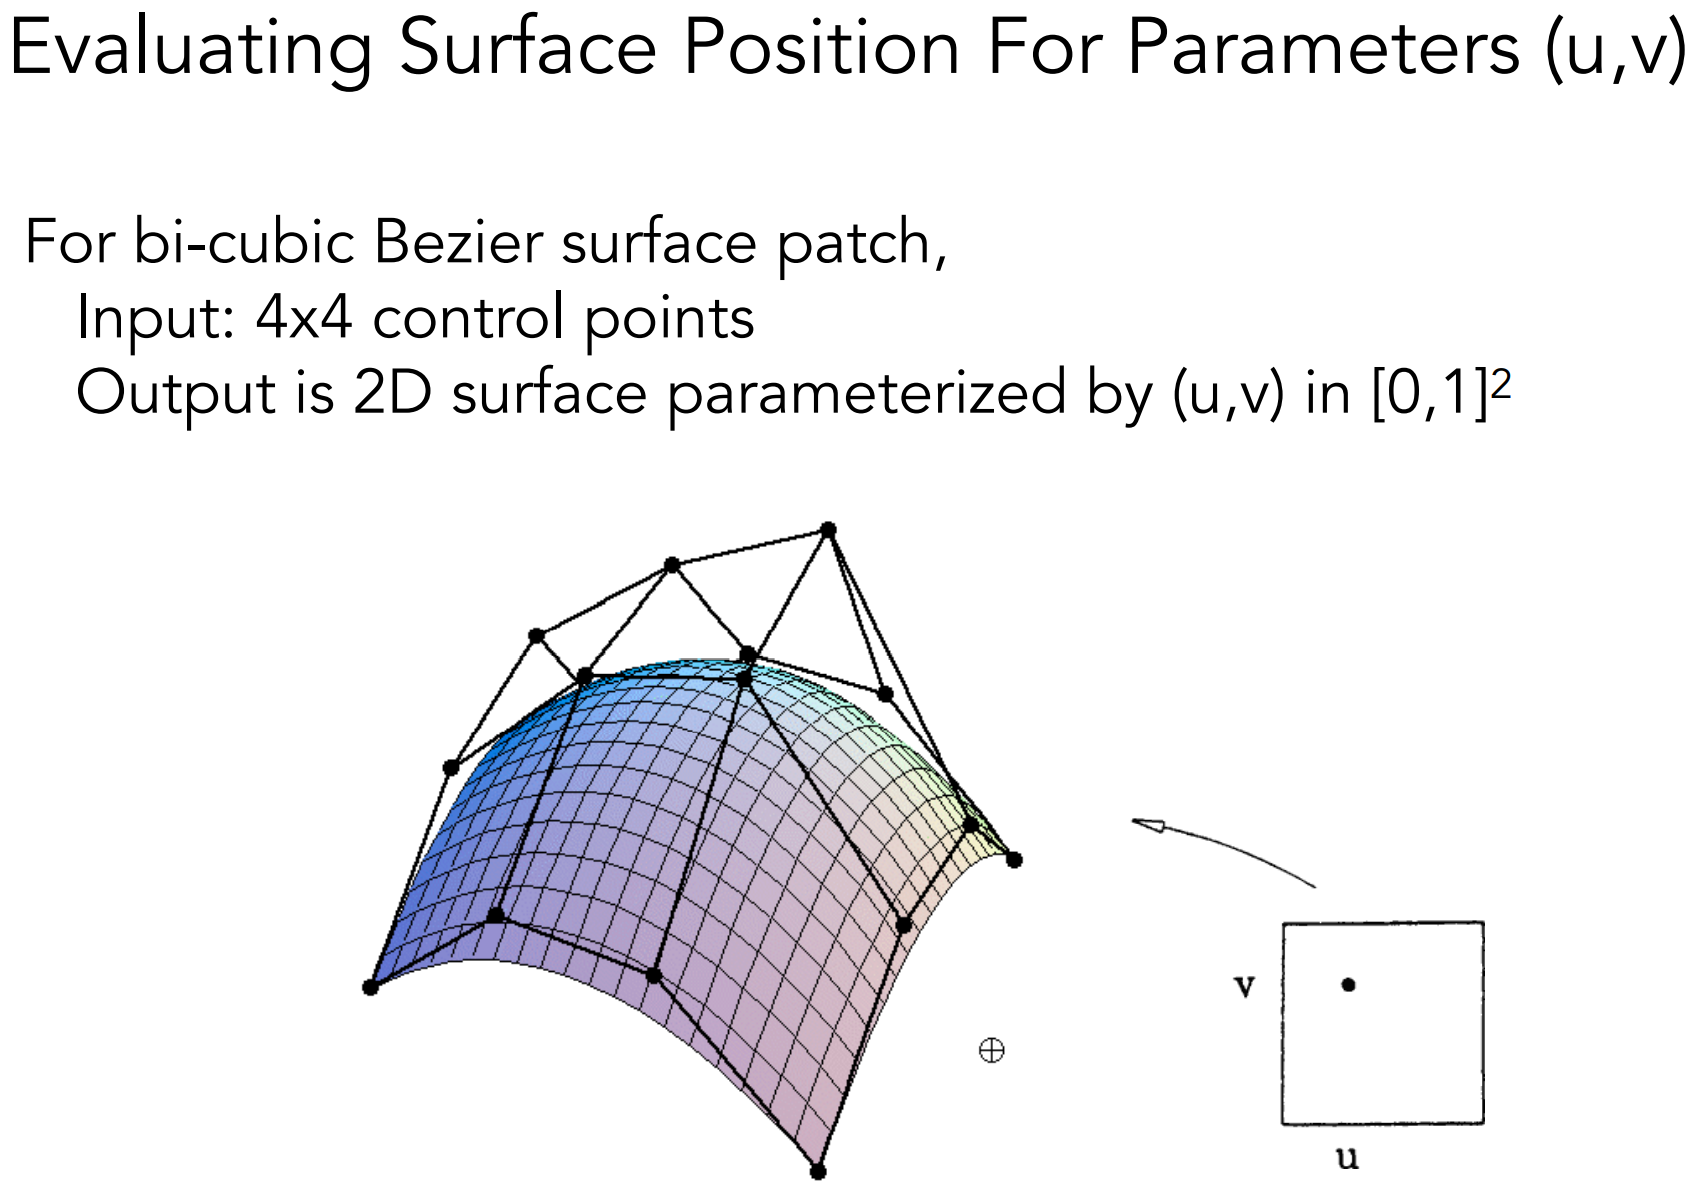 Evaluating Surface Position For Parameters (u,v)
For bi-cubic Bezier surface patch,
Input: 4x4 control points
Output is 2D surface parameterized by (u,v) in [0,1]²
v
u